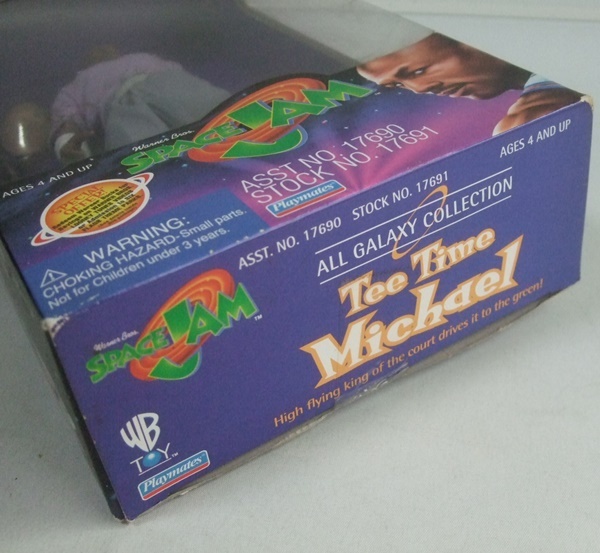 Warner Bros.
SPACE JAM
AGES 4 AND UP
ASST NO. 17690
STOCK NO. 17691
Playmates
WARNING:
CHOKING HAZARD-Small parts.
Not for Children under 3 years.
AGES 4 AND UP
ASST. NO. 17690 STOCK NO. 17691
ALL GALAXY COLLECTION
Tee Time
Michael
High flying king of the court drives it to the green!
Warner Bros.
SPACE JAM™
WB
TOY™
Playmates